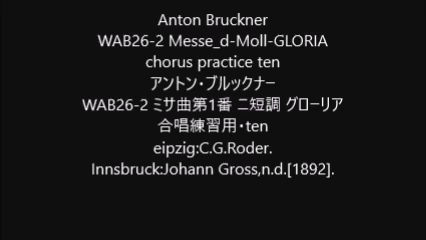 Anton Bruckner
WAB26-2 Messe_d-Moll-GLORIA
chorus practice ten
アントン・ブルックナー
WAB26-2 ミサ曲第1番 ニ短調 グローリア
合唱練習用・ten
eipzig:C.G.Roder.
Innsbruck:Johann Gross,n.d.[1892].